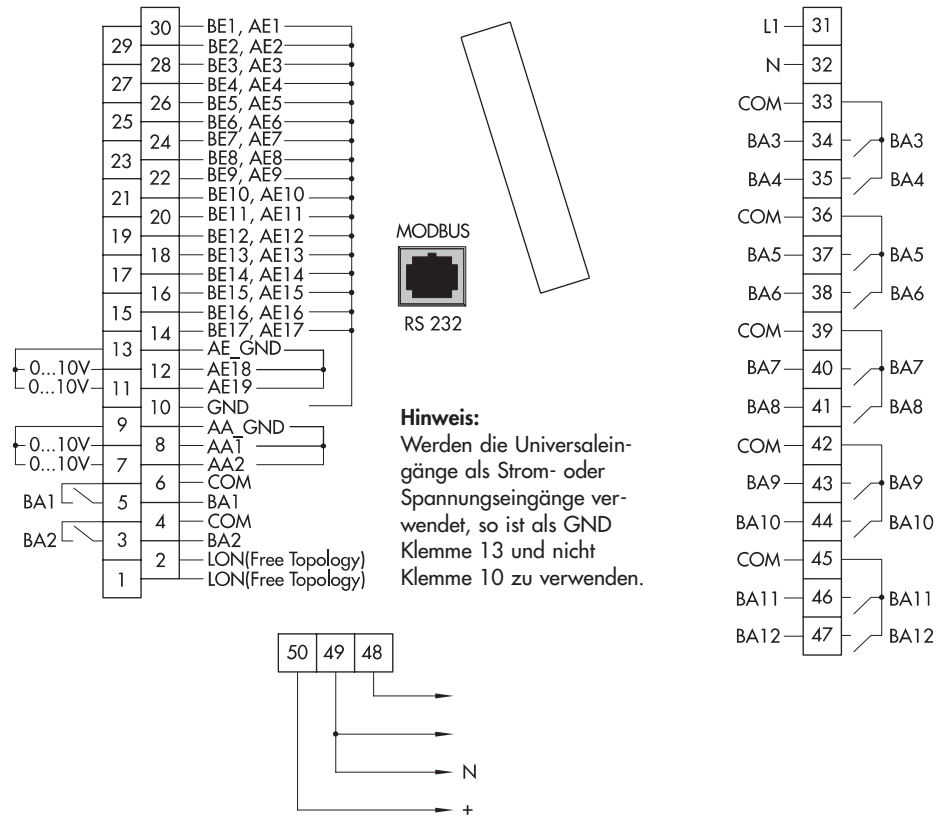 30 BE1, AE1
29 BE2, AE2
28 BE3, AE3
27 BE4, AE4
26 BE5, AE5
25 BE6, AE6
24 BE7, AE7
23 BE8, AE8
22 BE9, AE9
21 BE10, AE10
20 BE11, AE11
19 BE12, AE12
18 BE13, AE13
17 BE14, AE14
16 BE15, AE15
15 BE16, AE16
14 BE17, AE17
13 AE_GND
0...10V 12 AE18
0...10V 11 AE19
10 GND
9 AA_GND
0...10V 8 AA1
0...10V 7 AA2
6 COM
BA1 5 BA1
4 COM
BA2 3 BA2
2 LON(Free Topology)
1 LON(Free Topology)
MODBUS
RS 232
Hinweis:
Werden die Universalein-
gänge als Strom- oder
Spannungseingänge ver-
wendet, so ist als GND
Klemme 13 und nicht
Klemme 10 zu verwenden.
L1 31
N 32
COM 33
BA3 34 BA3
BA4 35 BA4
COM 36
BA5 37 BA5
BA6 38 BA6
COM 39
BA7 40 BA7
BA8 41 BA8
COM 42
BA9 43 BA9
BA10 44 BA10
COM 45
BA11 46 BA11
BA12 47 BA12
50 49 48
N
+